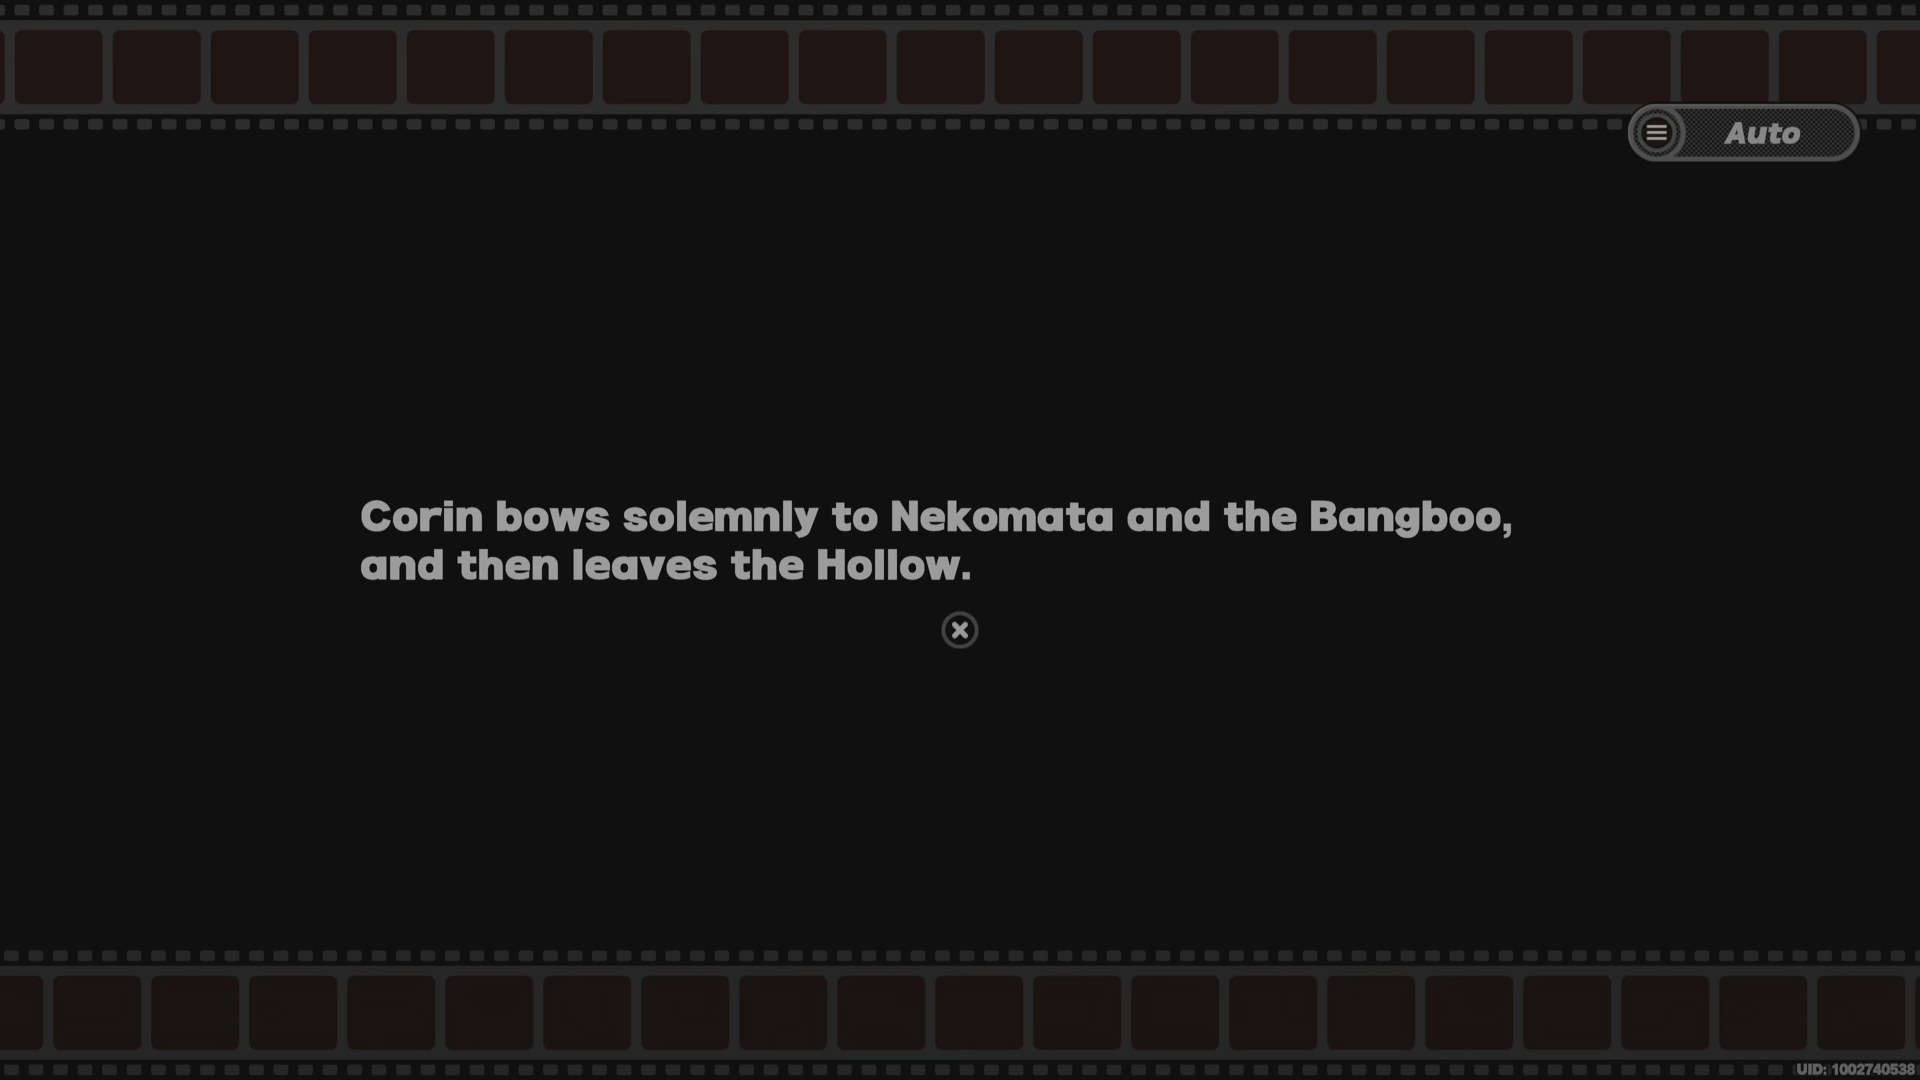 Auto
Corin bows solemnly to Nekomata and the Bangboo,
and then leaves the Hollow.
UID: 1002740538